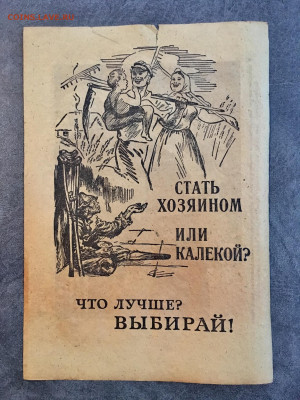 СТАТЬ
ХОЗЯИНОМ
ИЛИ
КАЛЕКОЙ?
ЧТО ЛУЧШЕ?
ВЫБИРАЙ!